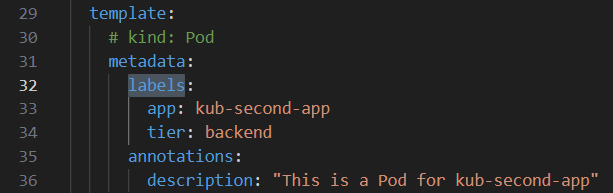 29 template:
30 # kind: Pod
31 metadata:
32 labels:
33 app: kub-second-app
34 tier: backend
35 annotations:
36 description: "This is a Pod for kub-second-app"